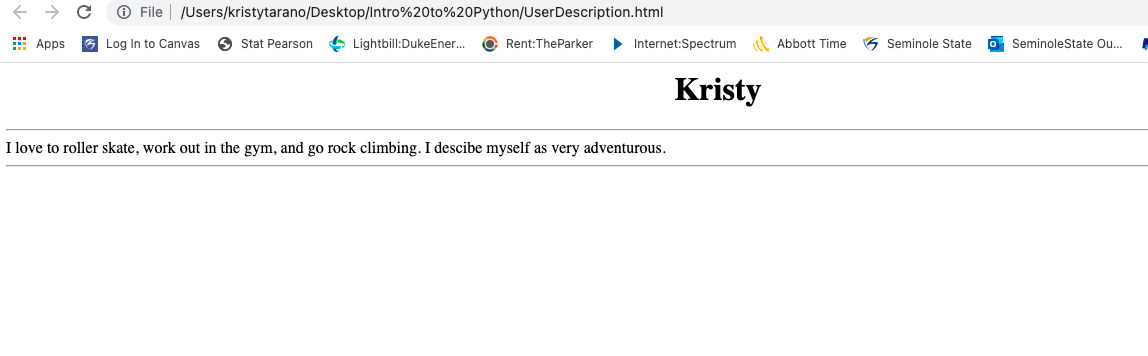 File | /Users/kristytarano/Desktop/Intro%20to%20Python/UserDescription.html
Apps Log In to Canvas Stat Pearson Lightbill:DukeEner... Rent:TheParker Internet:Spectrum Abbott Time Seminole State SeminoleState Ou...
Kristy
I love to roller skate, work out in the gym, and go rock climbing. I descibe myself as very adventurous.